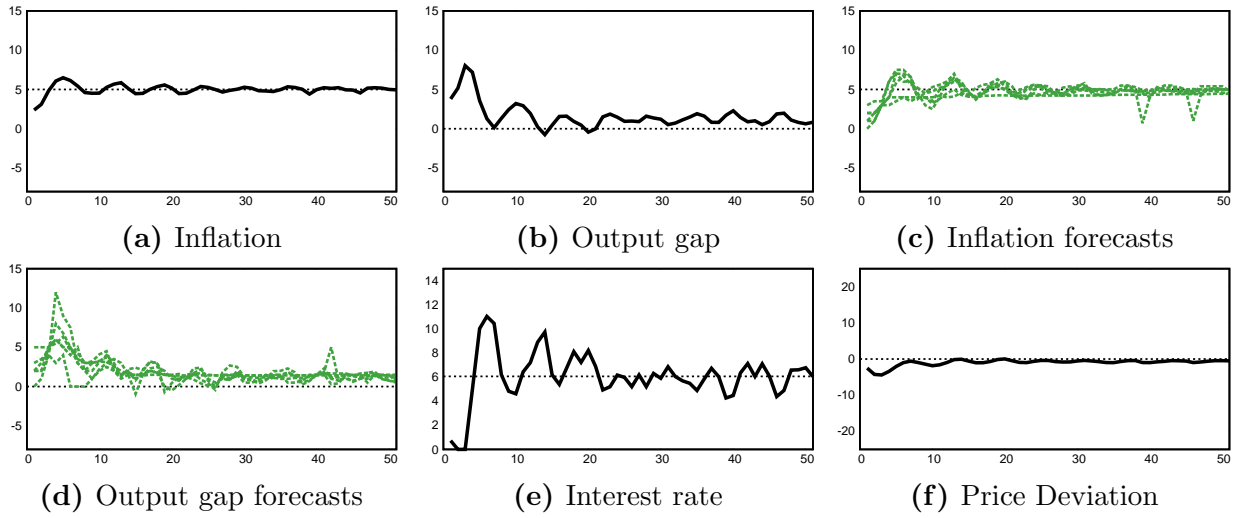 15 10 5 0 -5
0 10 20 30 40 50
(a) Inflation
15 10 5 0 -5
0 10 20 30 40 50
(b) Output gap
15 10 5 0 -5
0 10 20 30 40 50
(c) Inflation forecasts
15 10 5 0 -5
0 10 20 30 40 50
(d) Output gap forecasts
14 12 10 8 6 4 2 0
0 10 20 30 40 50
(e) Interest rate
20 10 0 -10 -20
0 10 20 30 40 50
(f) Price Deviation